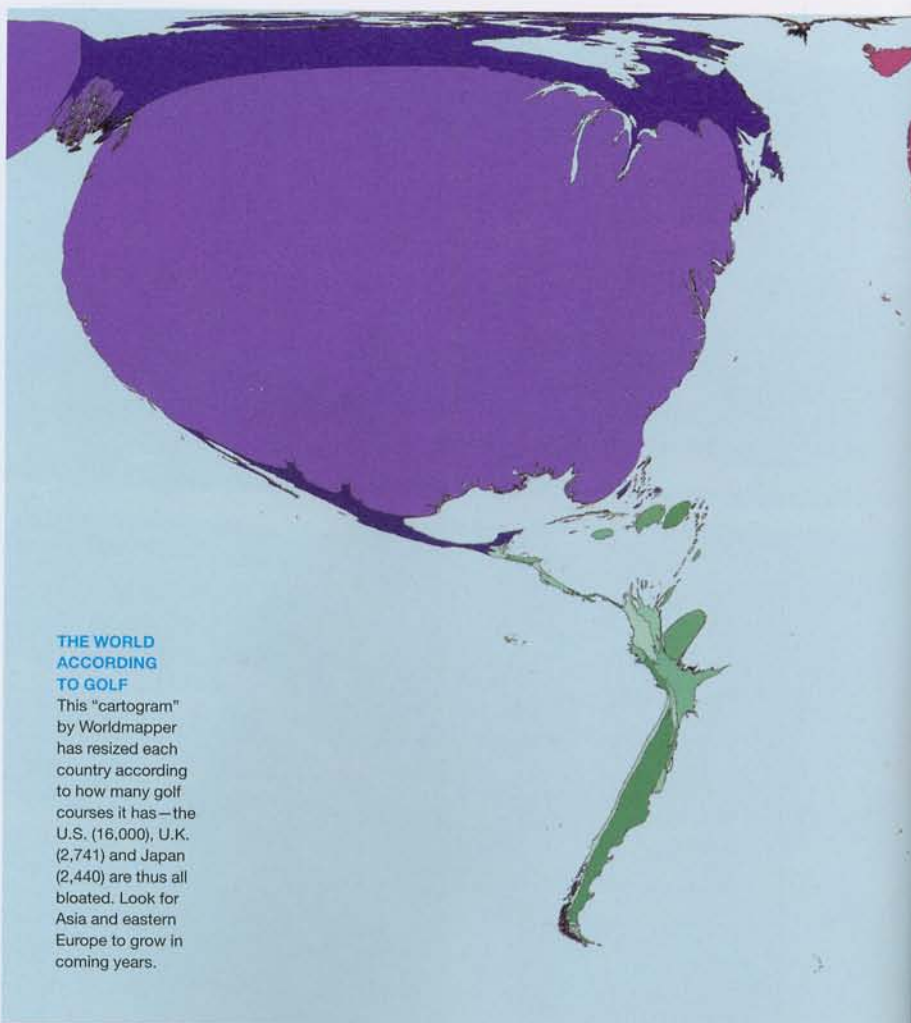 THE WORLD
ACCORDING
TO GOLF
This "cartogram"
by Worldmapper
has resized each
country according
to how many golf
courses it has—the
U.S. (16,000), U.K.
(2,741) and Japan
(2,440) are thus all
bloated. Look for
Asia and eastern
Europe to grow in
coming years.